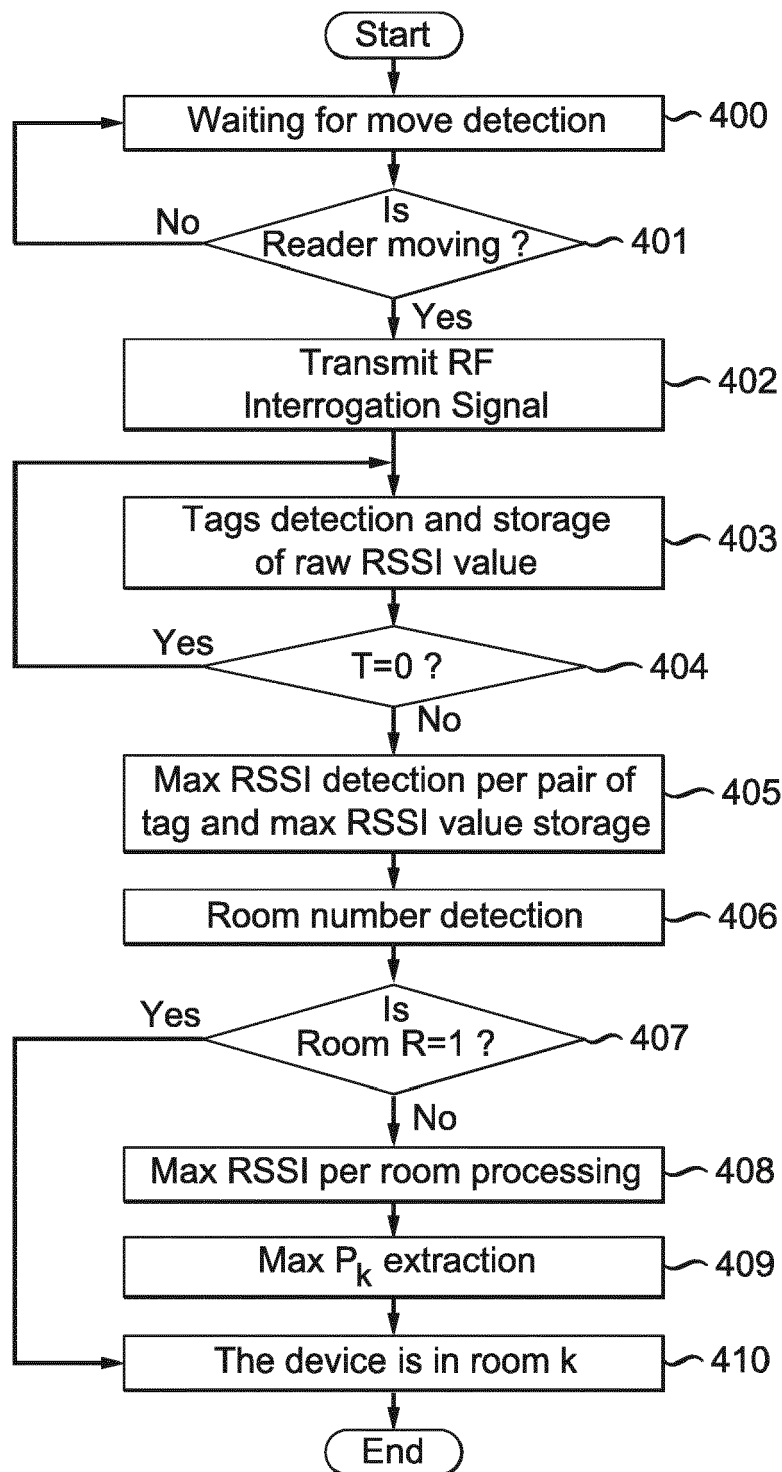 Start
Waiting for move detection
400
Is
Reader moving ?
401
No
Yes
Transmit RF
Interrogation Signal
402
Tags detection and storage
of raw RSSI value
403
Yes
T=0 ?
404
No
Max RSSI detection per pair of
tag and max RSSI value storage
405
Room number detection
406
Yes
Is
Room R=1 ?
407
No
Max RSSI per room processing
408
Max Pk extraction
409
The device is in room k
410
End